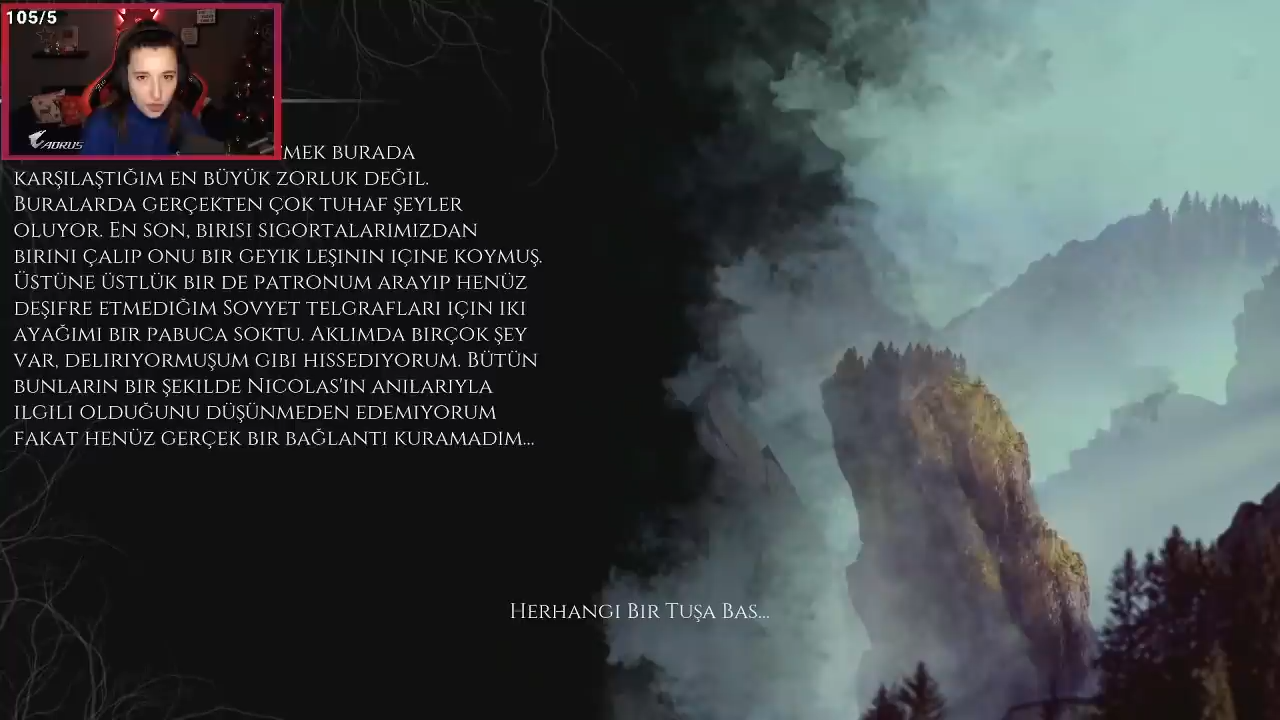 105/5
AORUS
TMEK BURADA
KARŞILAŞTIĞIM EN BÜYÜK ZORLUK DEĞIL.
BURALARDA GERÇEKTEN ÇOK TUHAF ŞEYLER
OLUYOR. EN SON, BIRISI SIGORTALARIMIZDAN
BIRINI ÇALIP ONU BIR GEYIK LEŞININ IÇINE KOYMUŞ.
ÜSTÜNE ÜSTLÜK BIR DE PATRONUM ARAYIP HENÜZ
DEŞIFRE ETMEDIĞIM SOVYET TELGRAFLARI IÇIN IKI
AYAĞIMI BIR PABUCA SOKTU. AKLIMDA BIRÇOK ŞEY
VAR, DELIRIYORMUŞUM GIBI HISSEDIYORUM. BÜTÜN
BUNLARIN BIR ŞEKILDE NICOLAS'IN ANILARIYLA
ILGILI OLDUĞUNU DÜŞÜNMEDEN EDEMIYORUM
FAKAT HENÜZ GERÇEK BIR BAĞLANTI KURAMADIM...
HERHANGI BIR TUŞA BAS...